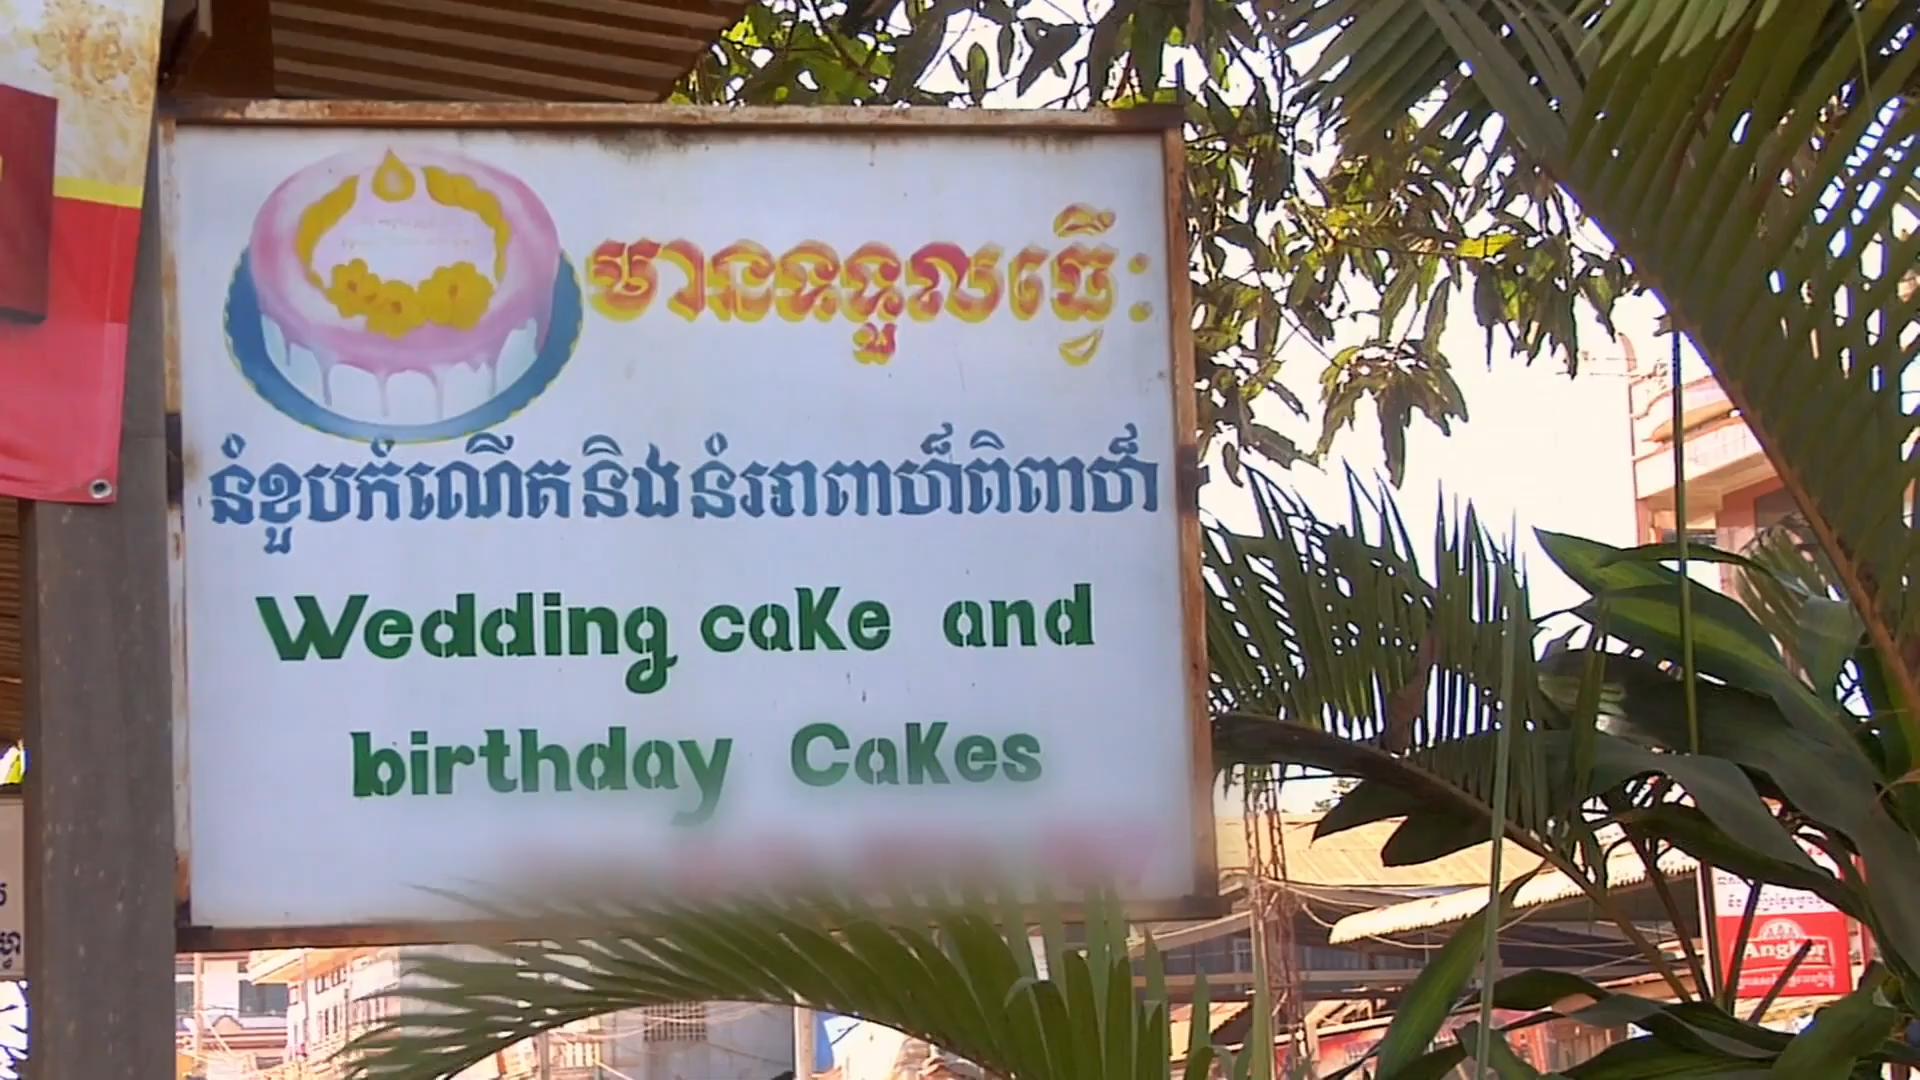 មានទទួលធ្វើៈ
នំខួបកំណើតនិងនំអាពាហ៍ពិពាហ៍
Wedding caKe and
birthday CaKes
Angkor